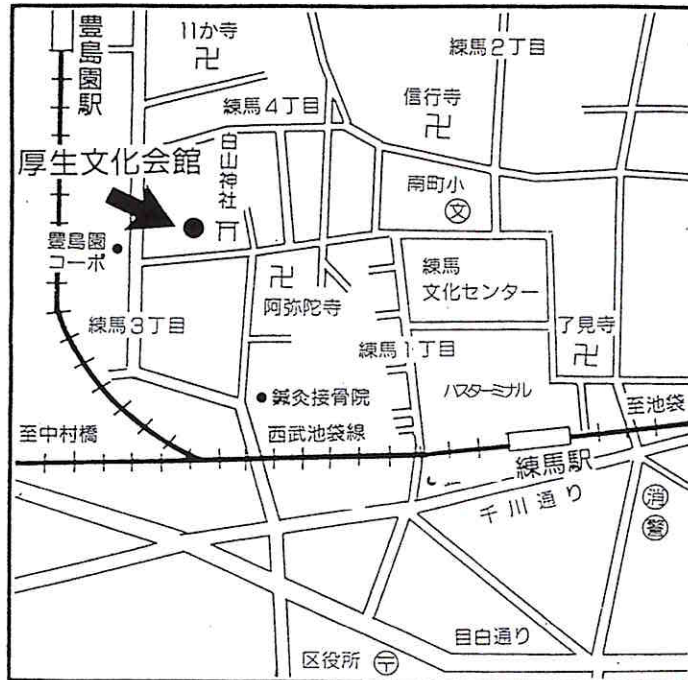 豊島園駅
11か寺
練馬2丁目
練馬4丁目
信行寺
白山神社
厚生文化会館
南町小
文
豊島園
コーポ
練馬
文化センター
阿弥陀寺
練馬3丁目
練馬1丁目
了見寺
鍼灸接骨院
バスターミナル
至池袋
至中村橋
西武池袋線
練馬駅
千川通り
消
警
目白通り
区役所